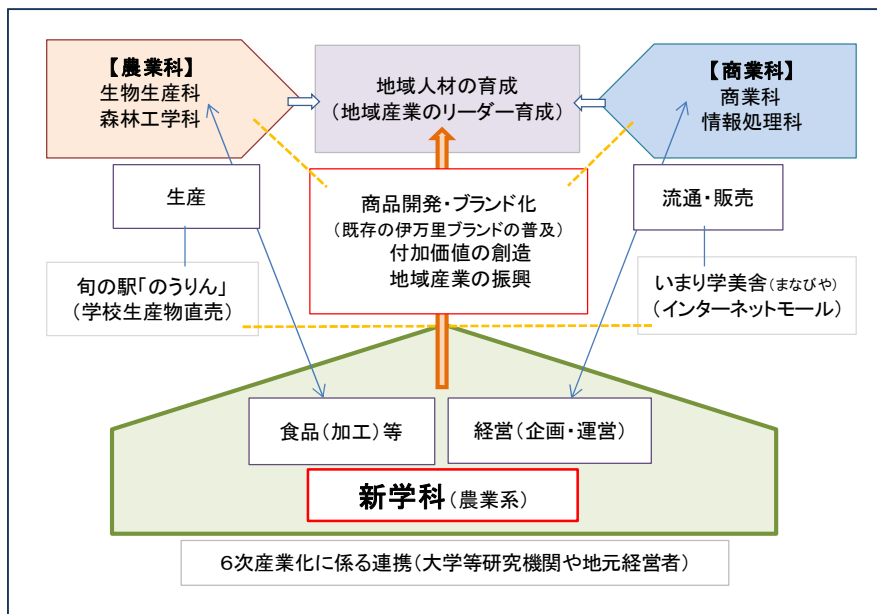 【農業科】
生物生産科
森林工学科
地域人材の育成
(地域産業のリーダー育成)
【商業科】
商業科
情報処理科
生産
商品開発・ブランド化
(既存の伊万里ブランドの普及)
付加価値の創造
地域産業の振興
流通・販売
旬の駅「のうりん」
(学校生産物直売)
いまり学美舎(まなびや)
(インターネットモール)
食品(加工)等
経営(企画・運営)
新学科(農業系)
6次産業化に係る連携(大学等研究機関や地元経営者)